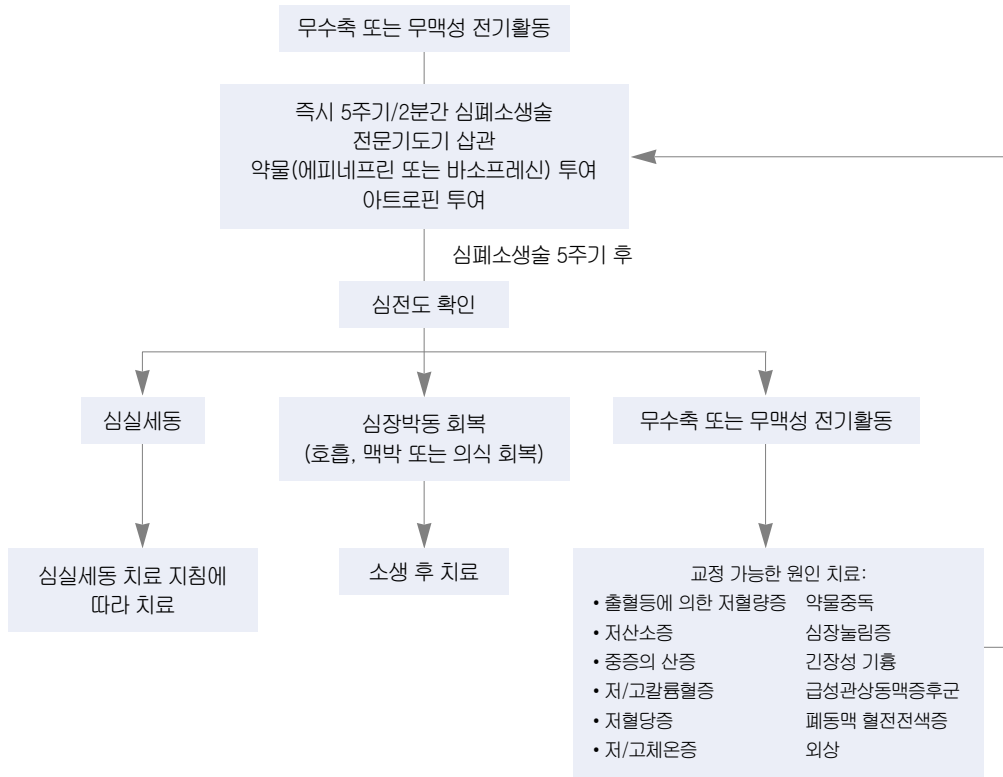 무수축 또는 무맥성 전기활동
즉시 5주기/2분간 심폐소생술
전문기도기 삽관
약물(에피네프린 또는 바소프레신) 투여
아트로핀 투여
심폐소생술 5주기 후
심전도 확인
심실세동
심장박동 회복
(호흡, 맥박 또는 의식 회복)
무수축 또는 무맥성 전기활동
심실세동 치료 지침에
따라 치료
소생 후 치료
교정 가능한 원인 치료:
• 출혈등에 의한 저혈량증 약물중독
• 저산소증 심장눌림증
• 중증의 산증 긴장성 기흉
• 저/고칼륨혈증 급성관상동맥증후군
• 저혈당증 폐동맥 혈전전색증
• 저/고체온증 외상